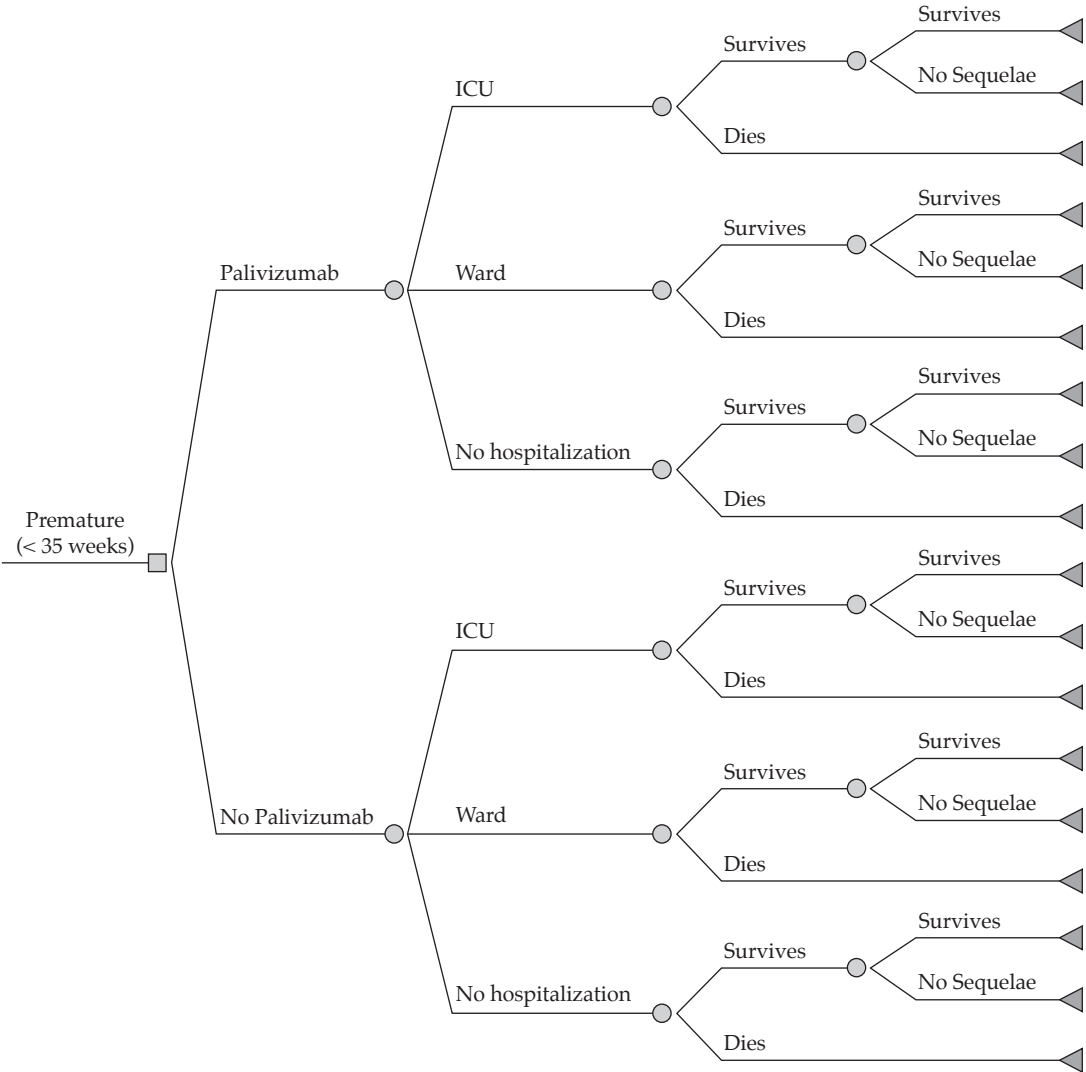 Survives
Survives
No Sequelae
ICU
Dies
Survives
Survives
No Sequelae
Palivizumab
Ward
Dies
Survives
Survives
No Sequelae
No hospitalization
Dies
Premature
(< 35 weeks)
Survives
Survives
No Sequelae
ICU
Dies
Survives
Survives
No Sequelae
No Palivizumab
Ward
Dies
Survives
Survives
No Sequelae
No hospitalization
Dies